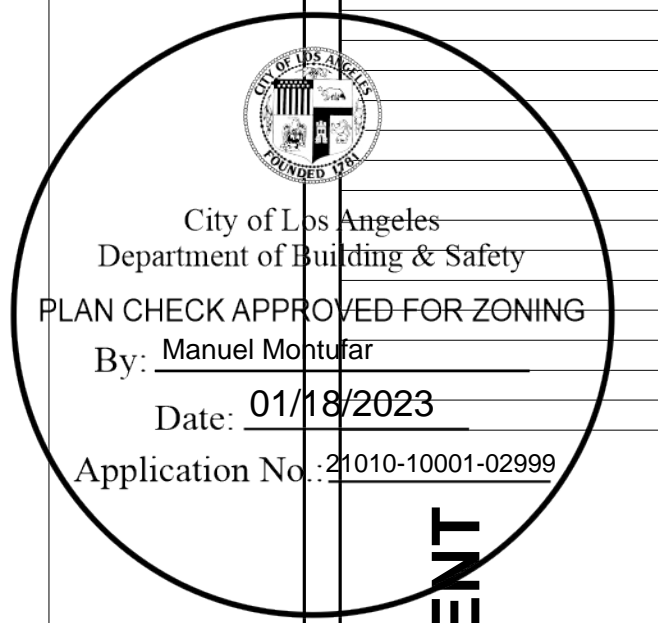 CITY OF LOS ANGELES
FOUNDED 1781
City of Los Angeles
Department of Building & Safety
PLAN CHECK APPROVED FOR ZONING
By: Manuel Montufar
Date: 01/18/2023
Application No.: 21010-10001-02999
ENT